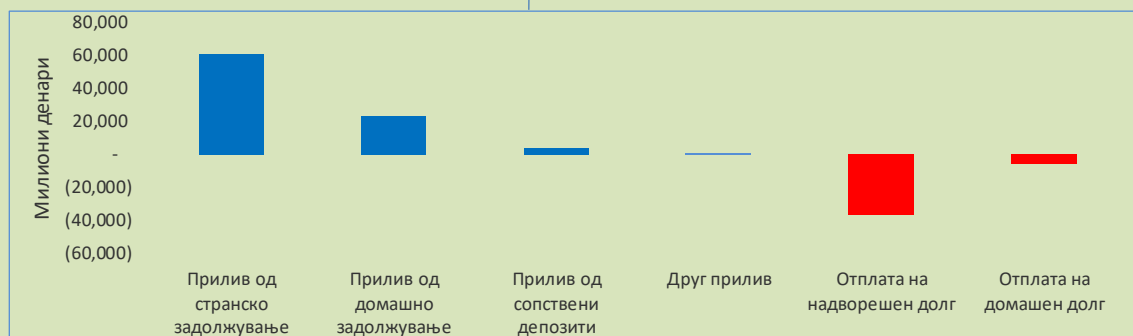 Милиони денари
80,000
60,000
40,000
20,000
-
(20,000)
(40,000)
(60,000)
Прилив од
странско
задолжување
Прилив од
домашно
задолжување
Прилив од
сопствени
депозити
Друг прилив
Отплата на
надворешен долг
Отплата на
домашен долг